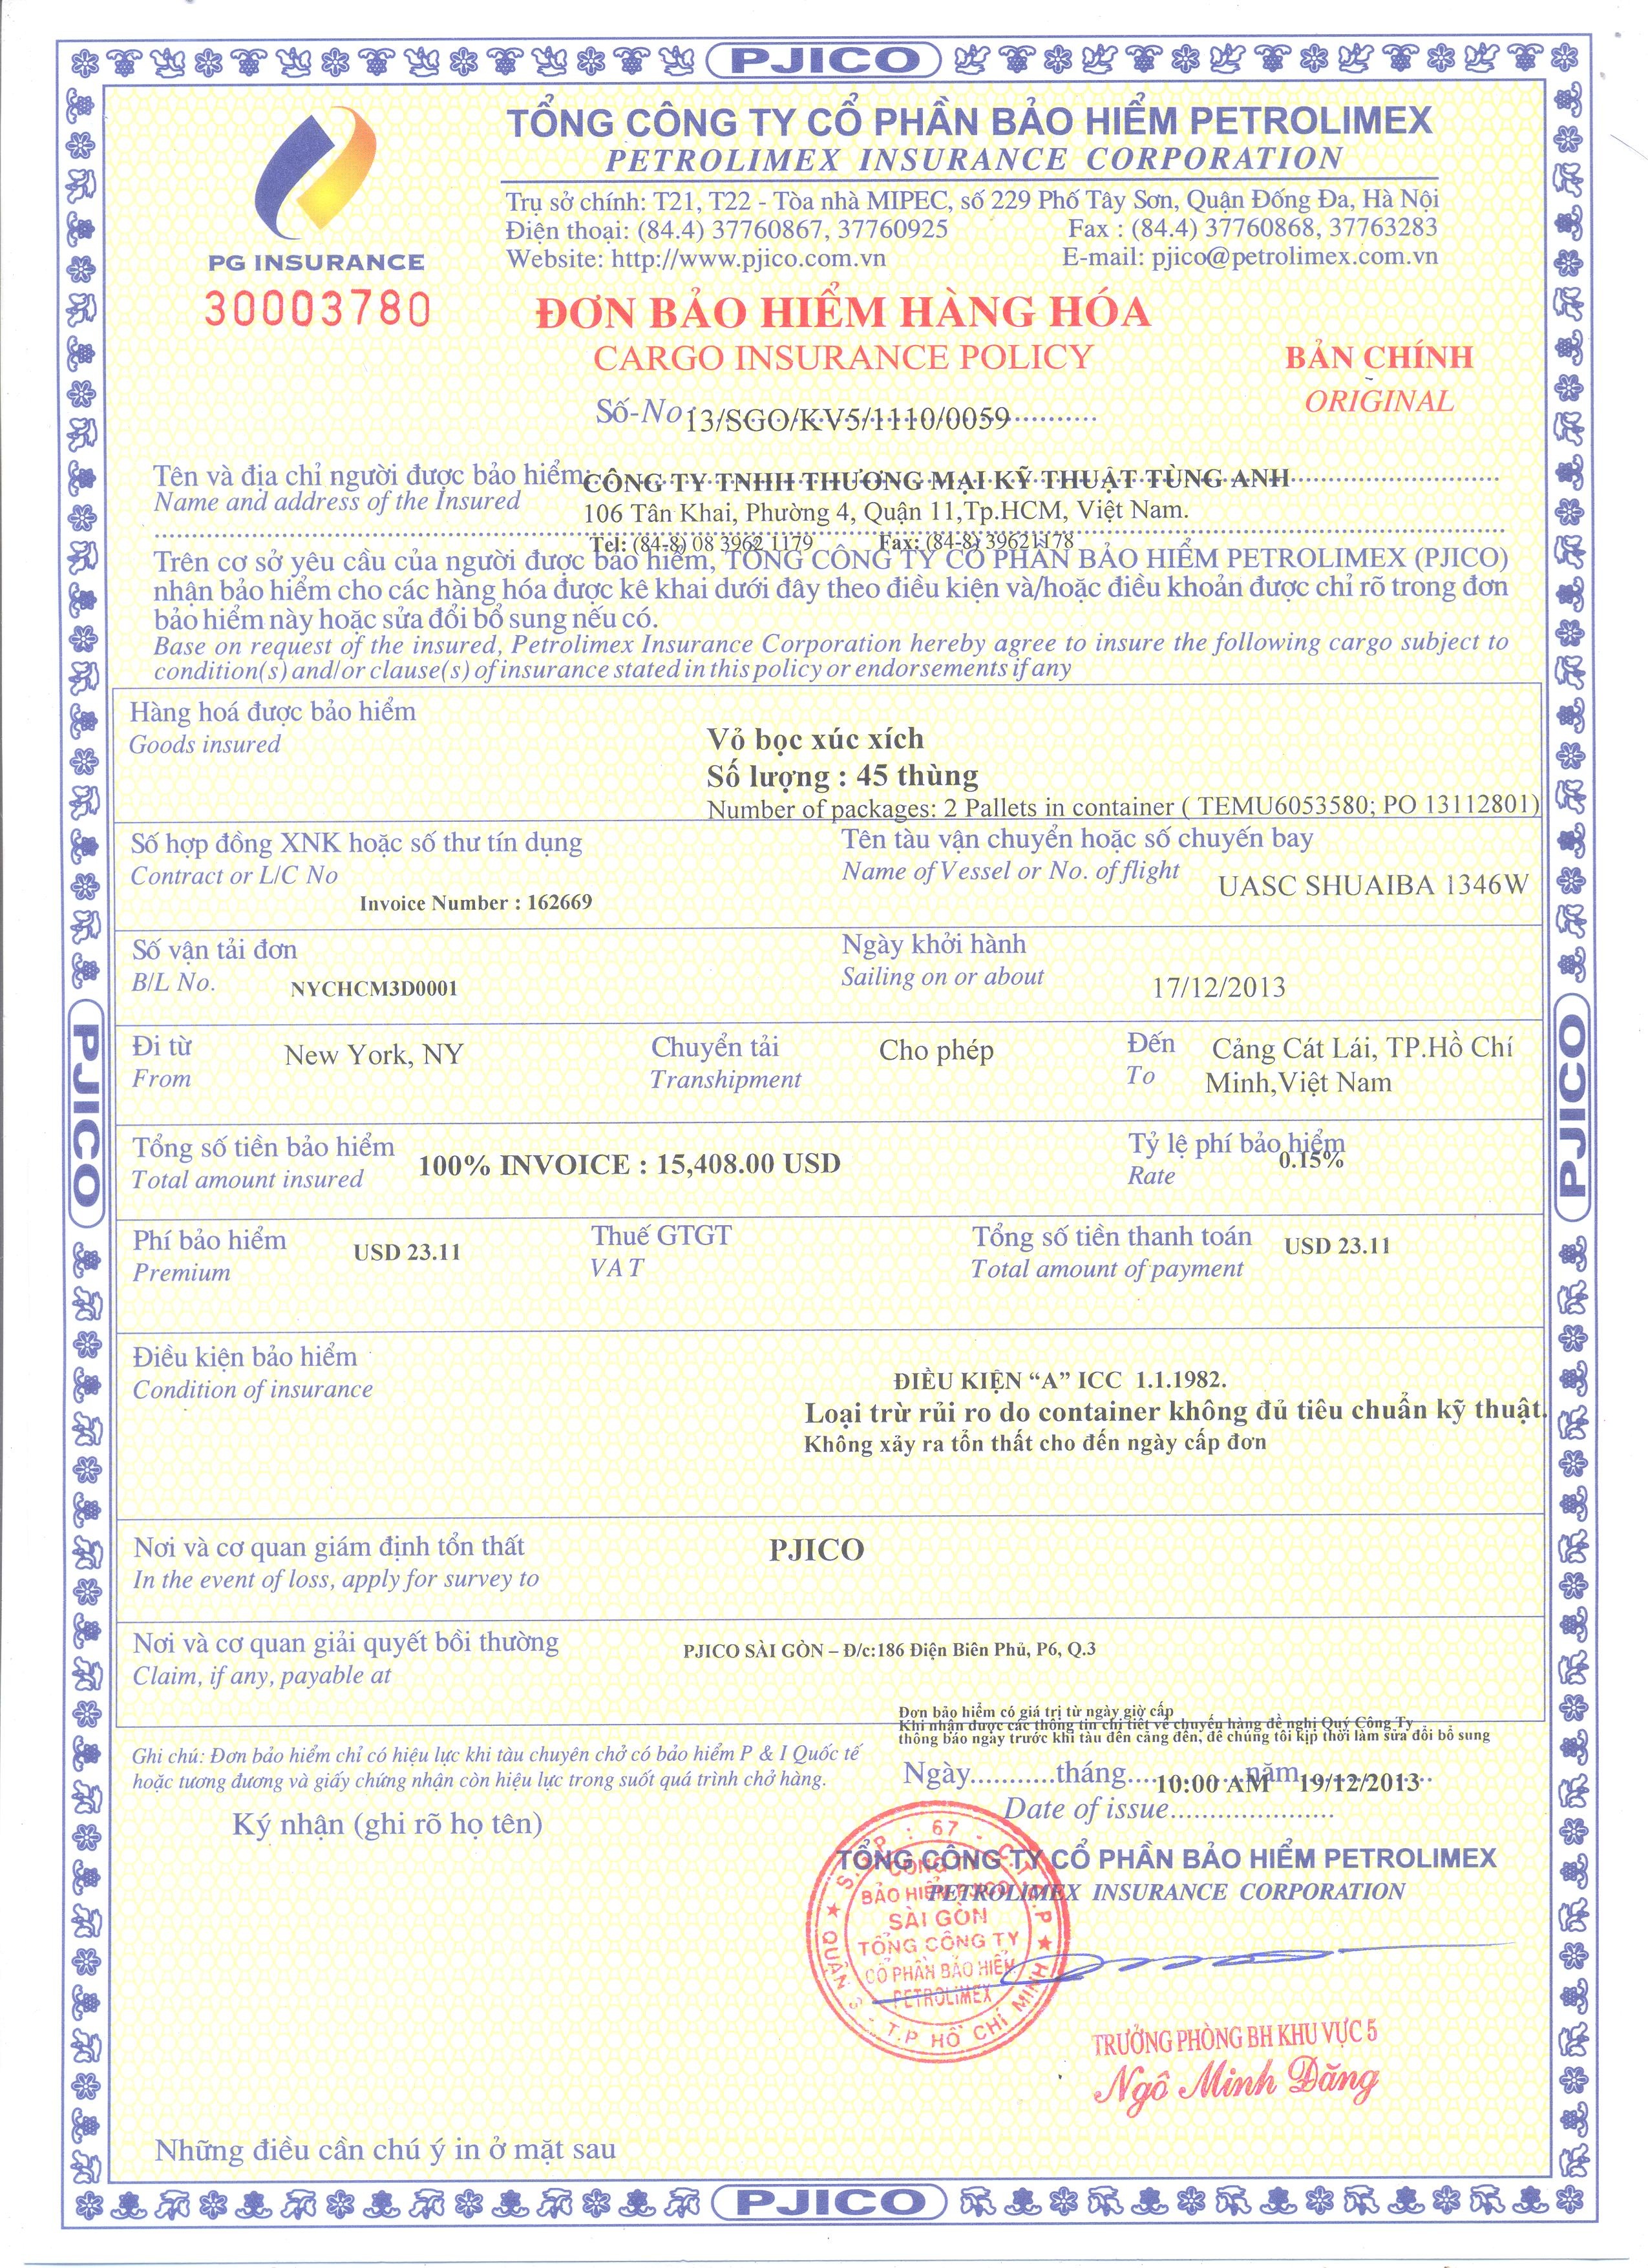 PJICO
TỔNG CÔNG TY CỔ PHẦN BẢO HIỂM PETROLIMEX
PETROLIMEX INSURANCE CORPORATION
Trụ sở chính: T21, T22 - Tòa nhà MIPEC, số 229 Phố Tây Sơn, Quận Đống Đa, Hà Nội
Điện thoại: (84.4) 37760867, 37760925 Fax : (84.4) 37760868, 37763283
Website: http://www.pjico.com.vn E-mail: pjico@petrolimex.com.vn
PG INSURANCE
30003780
ĐƠN BẢO HIỂM HÀNG HÓA
CARGO INSURANCE POLICY
BẢN CHÍNH
ORIGINAL
Số-No 13/SGO/KV5/1110/0059
Tên và địa chỉ người được bảo hiểm: CÔNG TY TNHH THƯƠNG MẠI KỸ THUẬT TÙNG ANH
Name and address of the Insured 106 Tân Khai, Phường 4, Quận 11,Tp.HCM, Việt Nam.
Tel: (84-8) 08 3962 1179 Fax: (84-8) 39621178
Trên cơ sở yêu cầu của người được bảo hiểm, TỔNG CÔNG TY CỔ PHẦN BẢO HIỂM PETROLIMEX (PJICO)
nhận bảo hiểm cho các hàng hóa được kê khai dưới đây theo điều kiện và/hoặc điều khoản được chỉ rõ trong đơn
bảo hiểm này hoặc sửa đổi bổ sung nếu có.
Base on request of the insured, Petrolimex Insurance Corporation hereby agree to insure the following cargo subject to
condition(s) and/or clause(s) of insurance stated in this policy or endorsements if any
Hàng hoá được bảo hiểm
Goods insured
Vỏ bọc xúc xích
Số lượng : 45 thùng
Number of packages: 2 Pallets in container ( TEMU6053580; PO 13112801)
Số hợp đồng XNK hoặc số thư tín dụng
Contract or L/C No
Invoice Number : 162669
Tên tàu vận chuyển hoặc số chuyến bay
Name of Vessel or No. of flight
UASC SHUAIBA 1346W
Số vận tải đơn
B/L No. NYCHCM3D0001
Ngày khởi hành
Sailing on or about 17/12/2013
Đi từ
From
New York, NY
Chuyển tải
Transhipment
Cho phép
Đến
To
Cảng Cát Lái, TP.Hồ Chí
Minh,Việt Nam
Tổng số tiền bảo hiểm
Total amount insured
100% INVOICE : 15,408.00 USD
Tỷ lệ phí bảo hiểm
Rate
0.15%
Phí bảo hiểm
Premium
USD 23.11
Thuế GTGT
VAT
Tổng số tiền thanh toán
Total amount of payment
USD 23.11
Điều kiện bảo hiểm
Condition of insurance
ĐIỀU KIỆN “A” ICC 1.1.1982.
Loại trừ rủi ro do container không đủ tiêu chuẩn kỹ thuật.
Không xảy ra tổn thất cho đến ngày cấp đơn
Nơi và cơ quan giám định tổn thất
In the event of loss, apply for survey to
PJICO
Nơi và cơ quan giải quyết bồi thường
Claim, if any, payable at
PJICO SÀI GÒN – Đ/c:186 Điện Biên Phủ, P6, Q.3
Đơn bảo hiểm có giá trị từ ngày giờ cấp
Khi nhận được các thông tin chi tiết về chuyến hàng đề nghị Quý Công Ty
thông báo ngày trước khi tàu đến cảng đến, để chúng tôi kịp thời làm sửa đổi bổ sung
Ghi chú: Đơn bảo hiểm chỉ có hiệu lực khi tàu chuyên chở có bảo hiểm P & I Quốc tế
hoặc tương đương và giấy chứng nhận còn hiệu lực trong suốt quá trình chở hàng.
Ngày...........tháng....10:00 AM năm 19/12/2013
Date of issue.....................
Ký nhận (ghi rõ họ tên)
TỔNG CÔNG TY CỔ PHẦN BẢO HIỂM PETROLIMEX
PETROLIMEX INSURANCE CORPORATION
CÔNG TY
BẢO HIỂM PJICO
SÀI GÒN
TỔNG CÔNG TY
CỔ PHẦN BẢO HIỂM
PETROLIMEX
QUẬN 3 - T.P HỒ CHÍ MINH
TRƯỞNG PHÒNG BH KHU VỰC 5
Ngô Minh Đăng
Những điều cần chú ý in ở mặt sau
PJICO
PJICO
PJICO